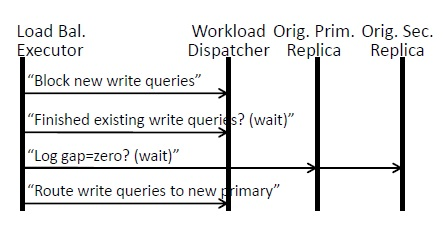 Load Bal. Workload Orig. Prim. Orig. Sec.
Executor Dispatcher Replica Replica
“Block new write queries”
“Finished existing write queries? (wait)”
“Log gap=zero? (wait)”
“Route write queries to new primary”